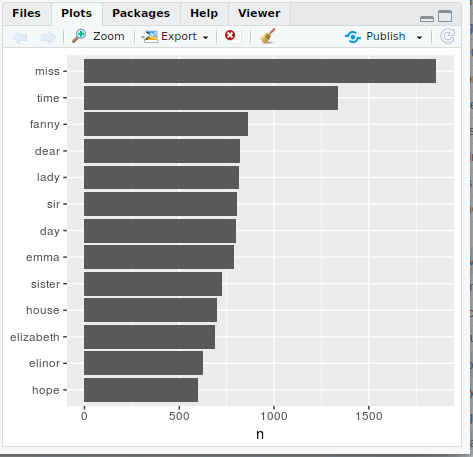 Files Plots Packages Help Viewer
Zoom Export Publish
miss
time
fanny
dear
lady
sir
day
emma
sister
house
elizabeth
elinor
hope
0 500 1000 1500
n